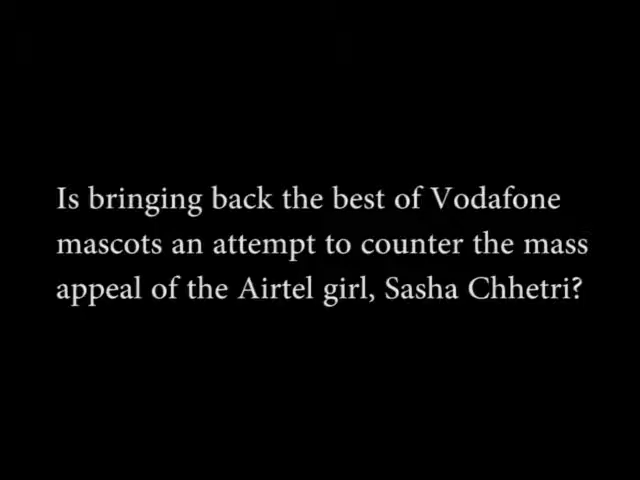 Is bringing back the best of Vodafone
mascots an attempt to counter the mass
appeal of the Airtel girl, Sasha Chhetri?